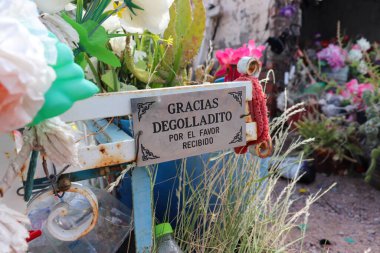 GRACIAS
DEGOLLADITO
POR EL FAVOR
RECIBIDO